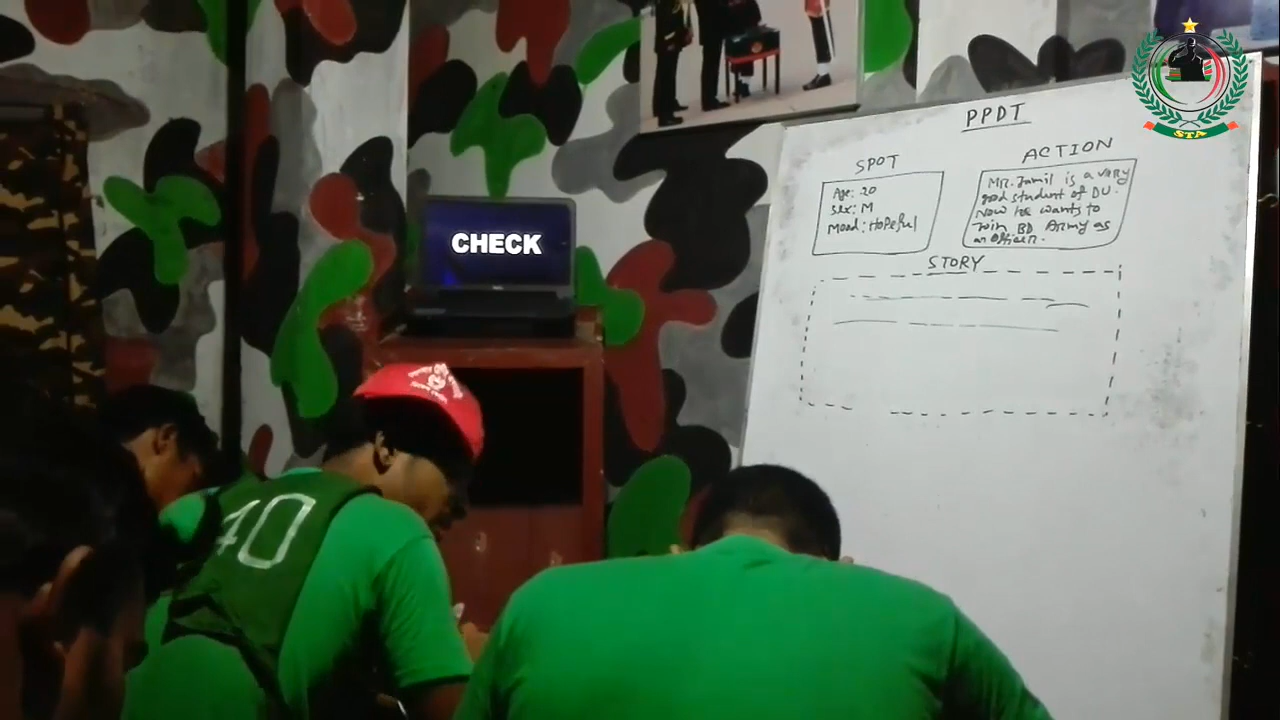 STA
PPDT
SPOT
Age: 20
Sex: M
Mood: Hopeful
ACTION
MR. Jamil is a very
good student of DU.
Now he wants to
join BD Army as
an officer.
STORY
CHECK
40